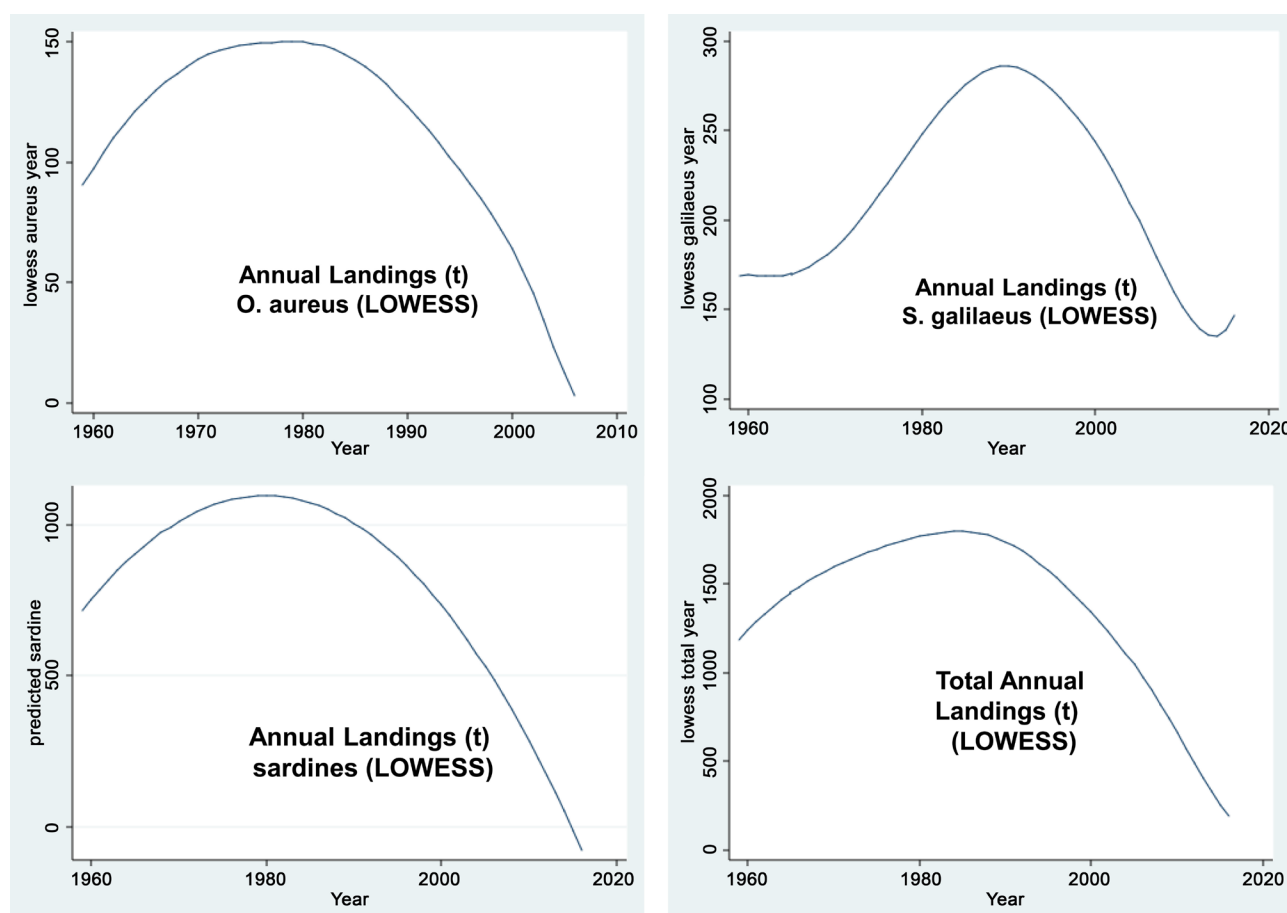 lowess aureus year
150
100
50
0
Annual Landings (t)
O. aureus (LOWESS)
1960 1970 1980 1990 2000 2010
Year
lowess galilaeus year
300
250
200
150
100
Annual Landings (t)
S. galilaeus (LOWESS)
1960 1980 2000 2020
Year
predicted sardine
1000
500
0
Annual Landings (t)
sardines (LOWESS)
1960 1980 2000 2020
Year
lowess total year
2000
1500
1000
500
0
Total Annual
Landings (t)
(LOWESS)
1960 1980 2000 2020
Year